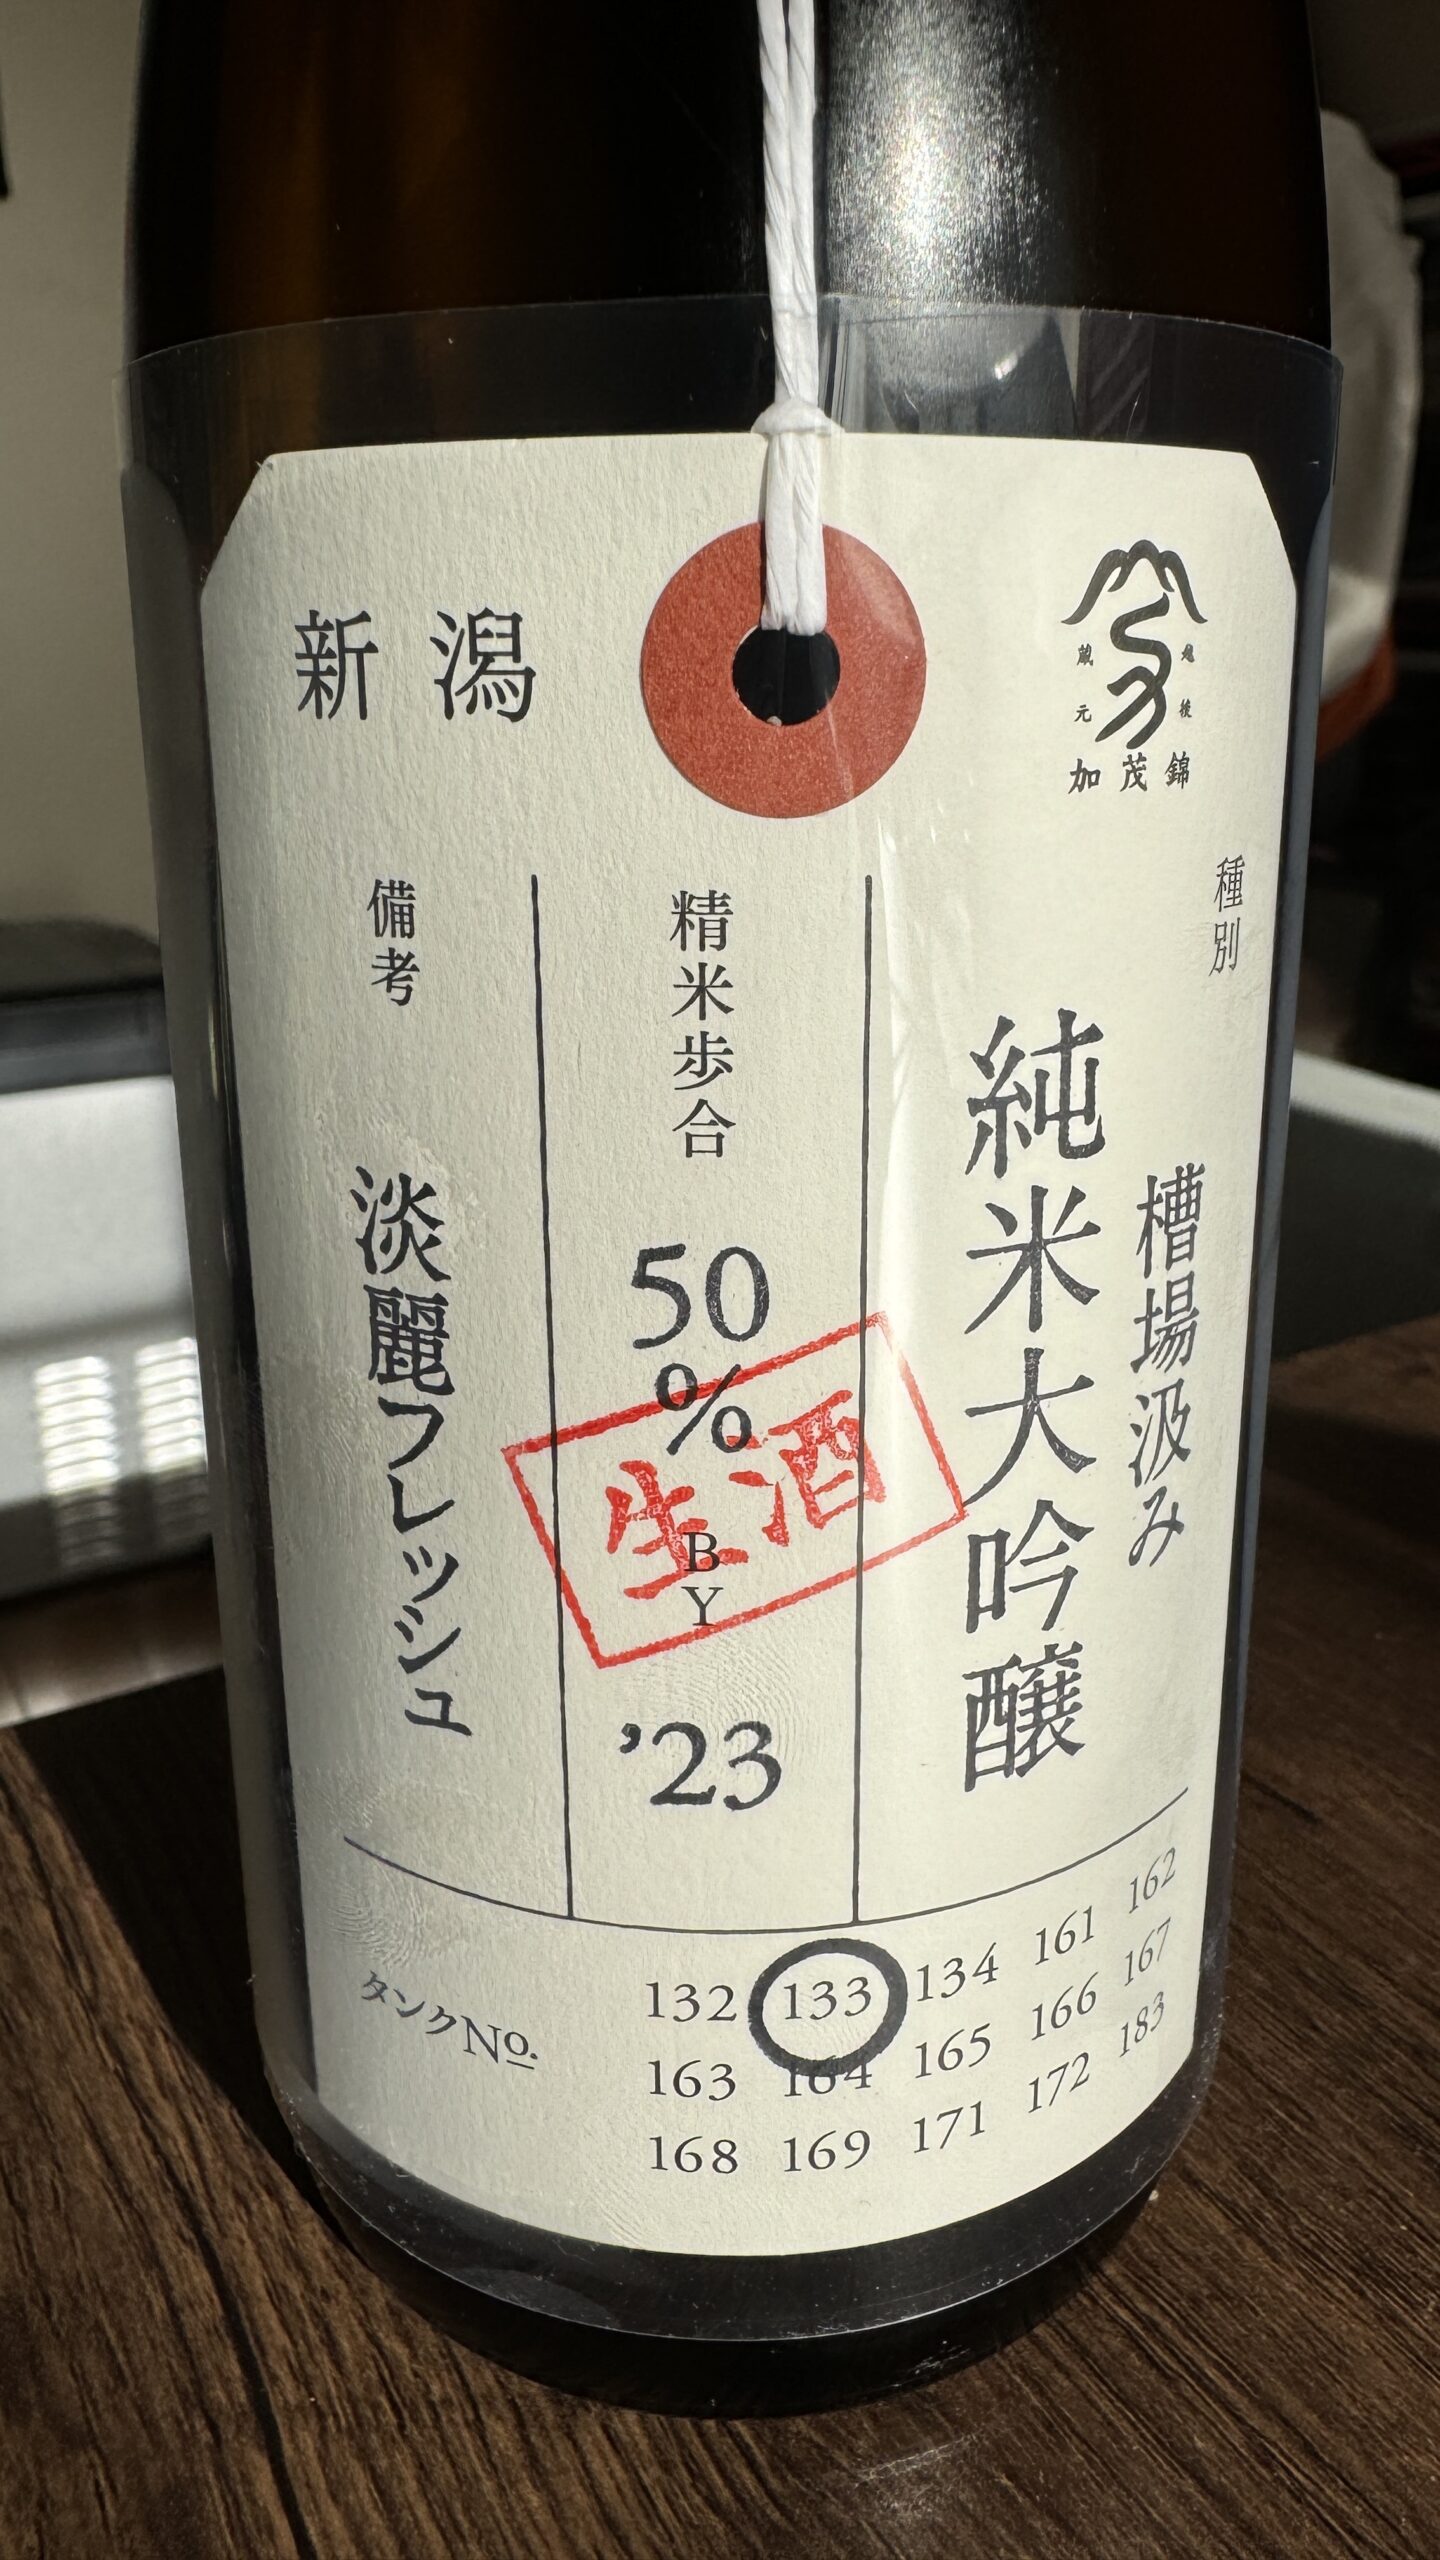 新潟
蔵元
越後
加茂錦
種別
槽場汲み
純米大吟醸
精米歩合
50
%
生酒
BY
’23
備考
淡麗フレッシュ
タンクNo.
132 133 134 161 162
163 164 165 166 167
168 169 171 172 183